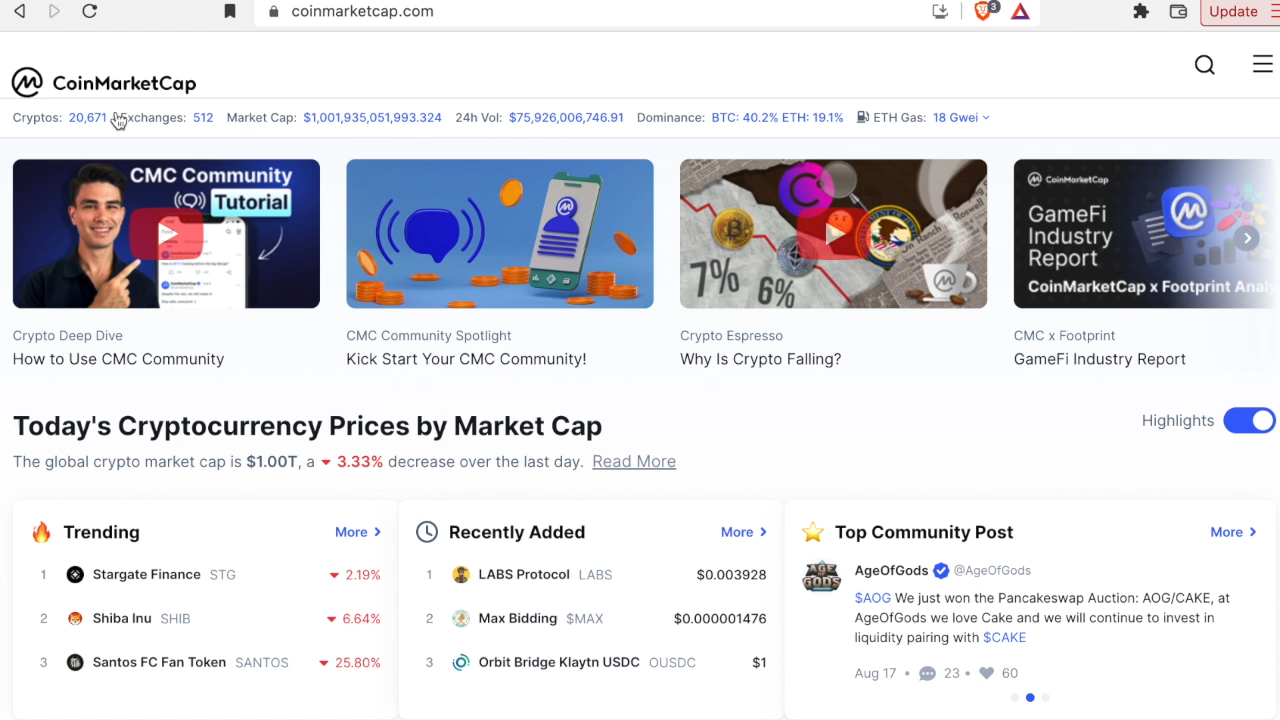 coinmarketcap.com
3
Update
CoinMarketCap
Cryptos: 20,671 Exchanges: 512 Market Cap: $1,001,935,051,993.324 24h Vol: $75,926,006,746.91 Dominance: BTC: 40.2% ETH: 19.1% ETH Gas: 18 Gwei
CMC Community
Tutorial
7%
6%
CoinMarketCap
GameFi
Industry
Report
CoinMarketCap x Footprint Analy
Crypto Deep Dive
How to Use CMC Community
CMC Community Spotlight
Kick Start Your CMC Community!
Crypto Espresso
Why Is Crypto Falling?
CMC x Footprint
GameFi Industry Report
Today's Cryptocurrency Prices by Market Cap
Highlights
The global crypto market cap is $1.00T, a 3.33% decrease over the last day. Read More
Trending
More
1 Stargate Finance STG 2.19%
2 Shiba Inu SHIB 6.64%
3 Santos FC Fan Token SANTOS 25.80%
Recently Added
More
1 LABS Protocol LABS $0.003928
2 Max Bidding $MAX $0.000001476
3 Orbit Bridge Klaytn USDC OUSDC $1
Top Community Post
More
AGE OF
GODS
AgeOfGods @AgeOfGods
$AOG We just won the Pancakeswap Auction: AOG/CAKE, at
AgeOfGods we love Cake and we will continue to invest in
liquidity pairing with $CAKE
Aug 17 • 23 • 60